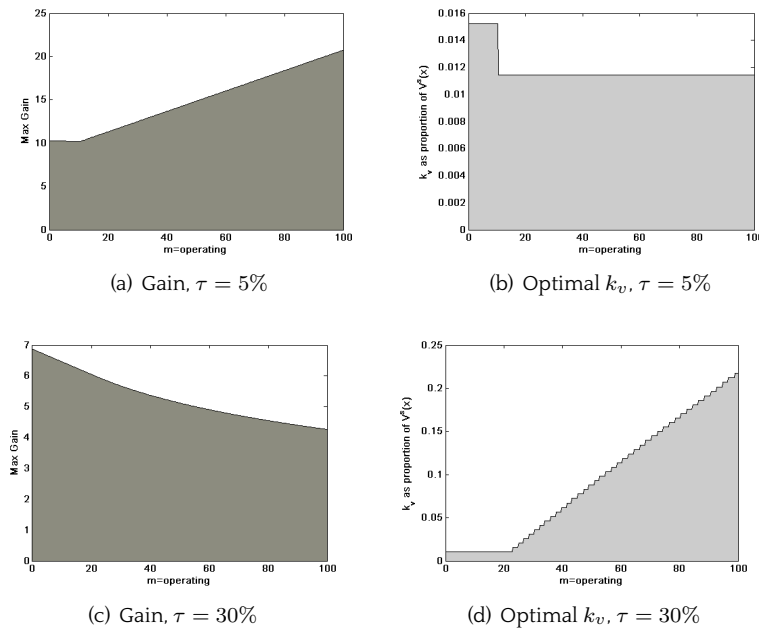 25
20
15
10
5
0
Max Gain
0 20 40 60 80 100
m=operating
(a) Gain, τ = 5%
0.016
0.014
0.012
0.01
0.008
0.006
0.004
0.002
0
k_v as proportion of V^s(x)
0 20 40 60 80 100
m=operating
(b) Optimal k_v, τ = 5%
7
6
5
4
3
2
1
0
Max Gain
0 20 40 60 80 100
m=operating
(c) Gain, τ = 30%
0.25
0.2
0.15
0.1
0.05
0
k_v as proportion of V^s(x)
0 20 40 60 80 100
m=operating
(d) Optimal k_v, τ = 30%